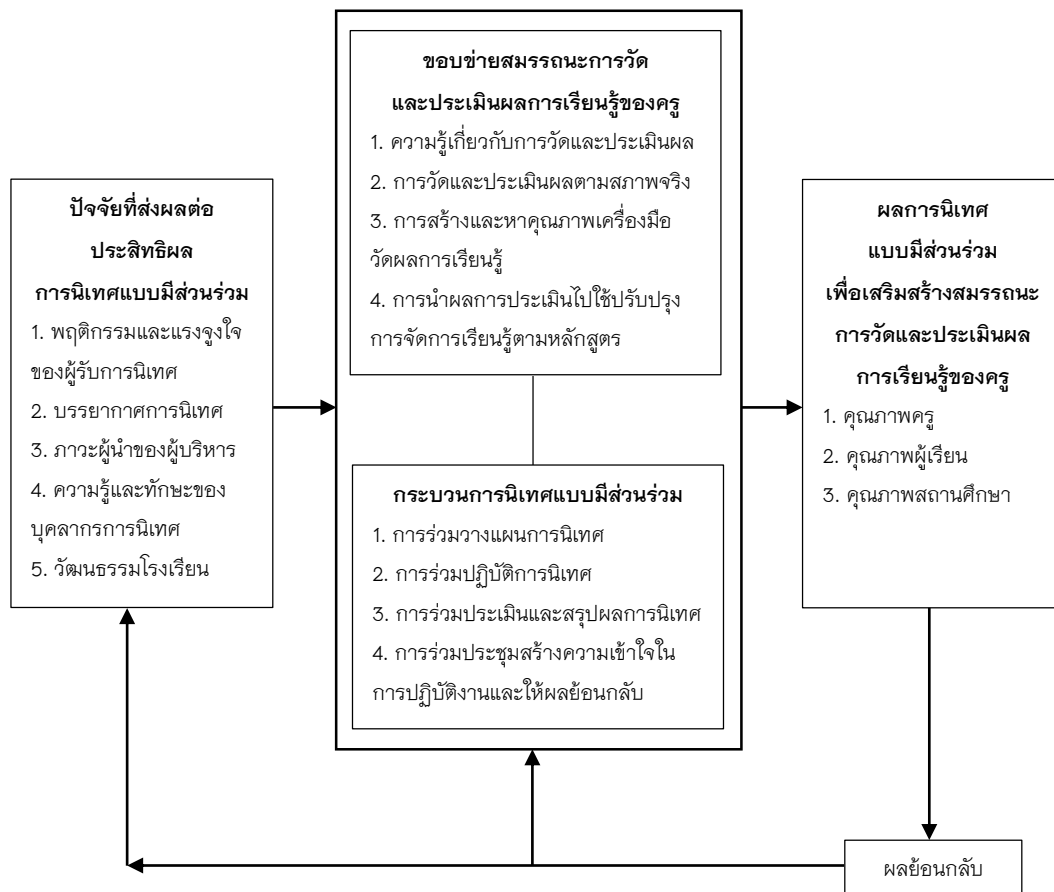 ปัจจัยที่ส่งผลต่อ
ประสิทธิผล
การนิเทศแบบมีส่วนร่วม
1. พฤติกรรมและแรงจูงใจ
ของผู้รับการนิเทศ
2. บรรยากาศการนิเทศ
3. ภาวะผู้นำของผู้บริหาร
4. ความรู้และทักษะของ
บุคลากรการนิเทศ
5. วัฒนธรรมโรงเรียน
ขอบข่ายสมรรถนะการวัด
และประเมินผลการเรียนรู้ของครู
1. ความรู้เกี่ยวกับการวัดและประเมินผล
2. การวัดและประเมินผลตามสภาพจริง
3. การสร้างและหาคุณภาพเครื่องมือ
วัดผลการเรียนรู้
4. การนำผลการประเมินไปใช้ปรับปรุง
การจัดการเรียนรู้ตามหลักสูตร
กระบวนการนิเทศแบบมีส่วนร่วม
1. การร่วมวางแผนการนิเทศ
2. การร่วมปฏิบัติการนิเทศ
3. การร่วมประเมินและสรุปผลการนิเทศ
4. การร่วมประชุมสร้างความเข้าใจใน
การปฏิบัติงานและให้ผลย้อนกลับ
ผลการนิเทศ
แบบมีส่วนร่วม
เพื่อเสริมสร้างสมรรถนะ
การวัดและประเมินผล
การเรียนรู้ของครู
1. คุณภาพครู
2. คุณภาพผู้เรียน
3. คุณภาพสถานศึกษา
ผลย้อนกลับ